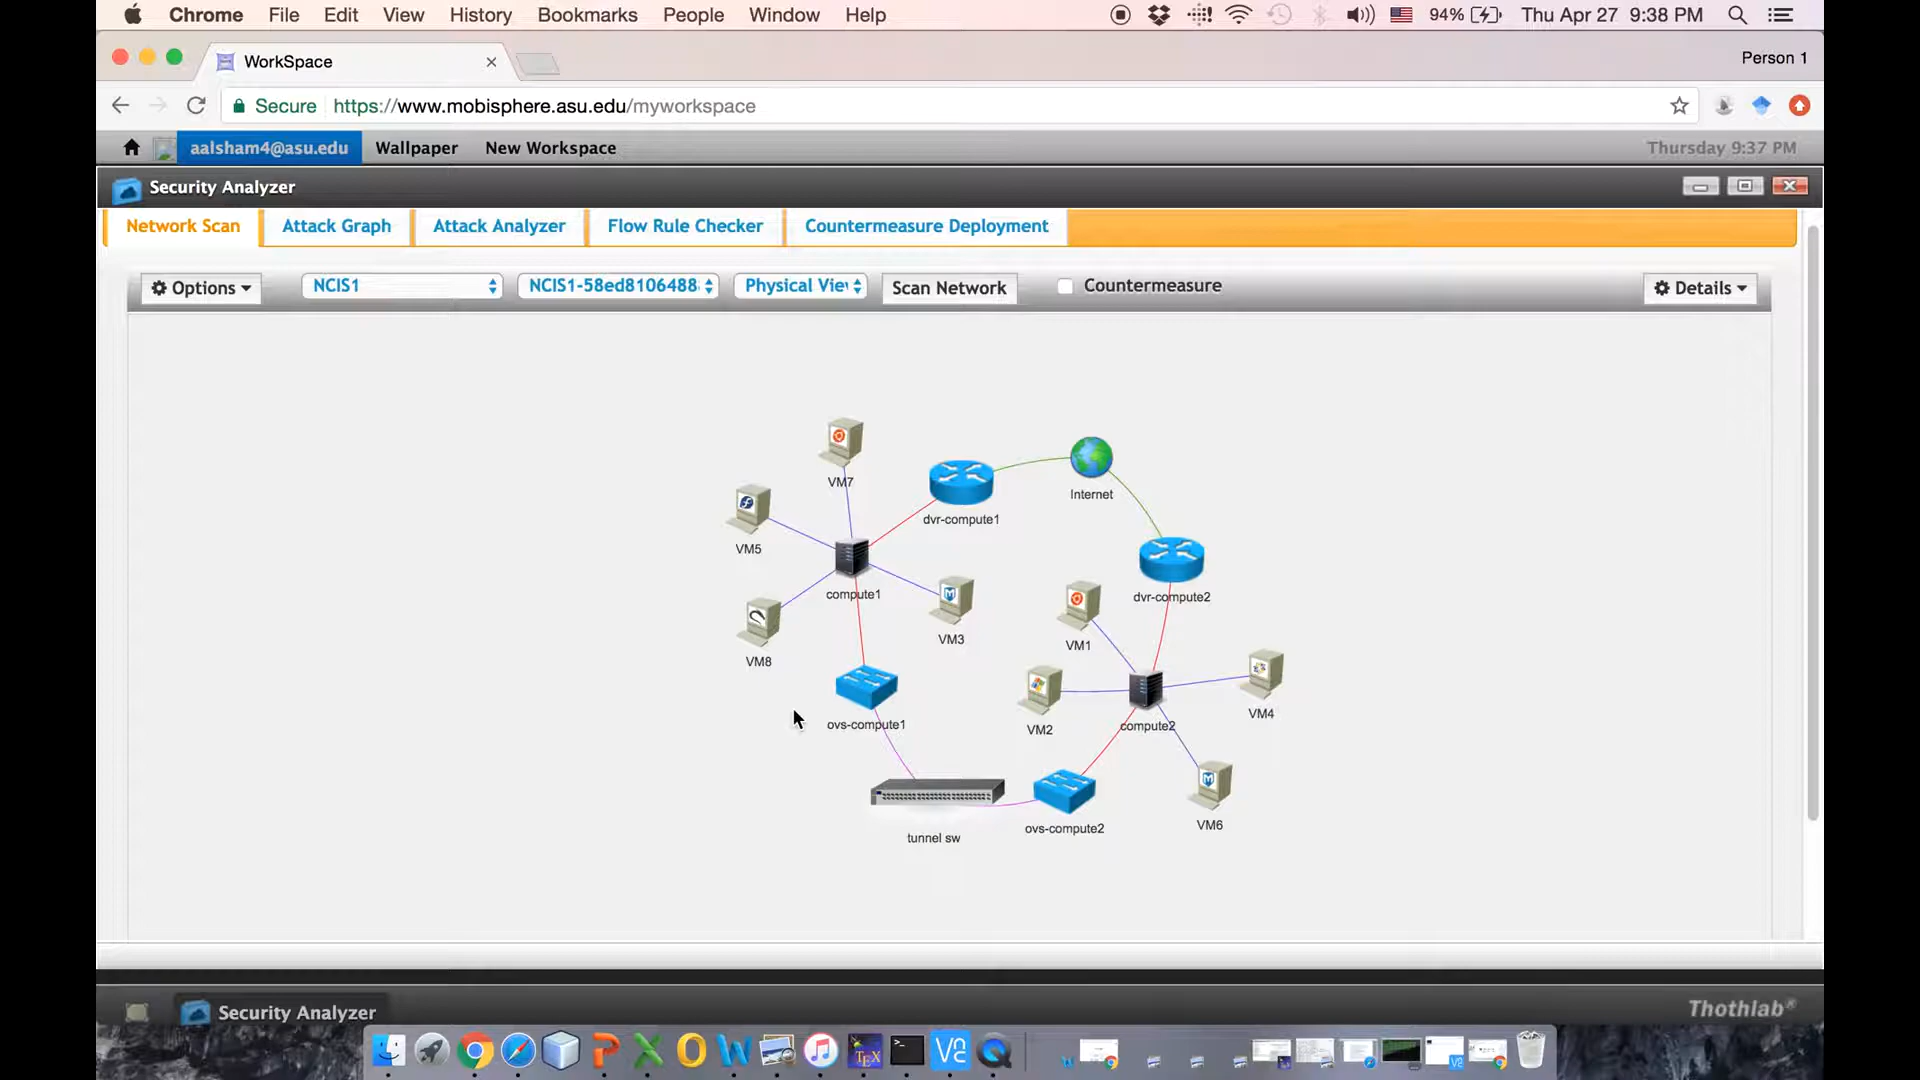 Chrome File Edit View History Bookmarks People Window Help 94% Thu Apr 27 9:38 PM
WorkSpace Person 1
Secure https://www.mobisphere.asu.edu/myworkspace
aalsham4@asu.edu Wallpaper New Workspace Thursday 9:37 PM
Security Analyzer
Network Scan Attack Graph Attack Analyzer Flow Rule Checker Countermeasure Deployment
Options NCIS1 NCIS1-58ed8106488 Physical Vie Scan Network Countermeasure Details
VM7
Internet
dvr-compute1
VM5
compute1
dvr-compute2
VM3
VM1
VM8
VM4
ovs-compute1
compute2
VM2
VM6
ovs-compute2
tunnel sw
Security Analyzer Thothlab®